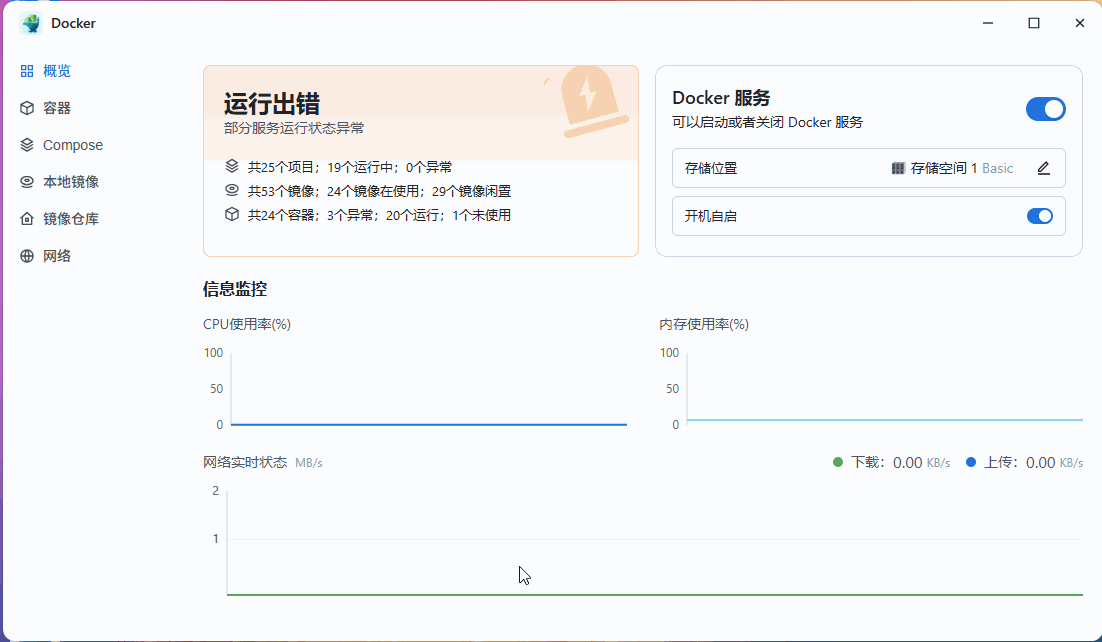 Docker
概览
容器
Compose
本地镜像
镜像仓库
网络
运行出错
部分服务运行状态异常
共25个项目；19个运行中；0个异常
共53个镜像；24个镜像在使用；29个镜像闲置
共24个容器；3个异常；20个运行；1个未使用
Docker 服务
可以启动或者关闭 Docker 服务
存储位置 存储空间 1 Basic
开机自启
信息监控
CPU使用率(%)
100
50
0
内存使用率(%)
100
50
0
网络实时状态 MB/s
下载：0.00 KB/s 上传：0.00 KB/s
2
1